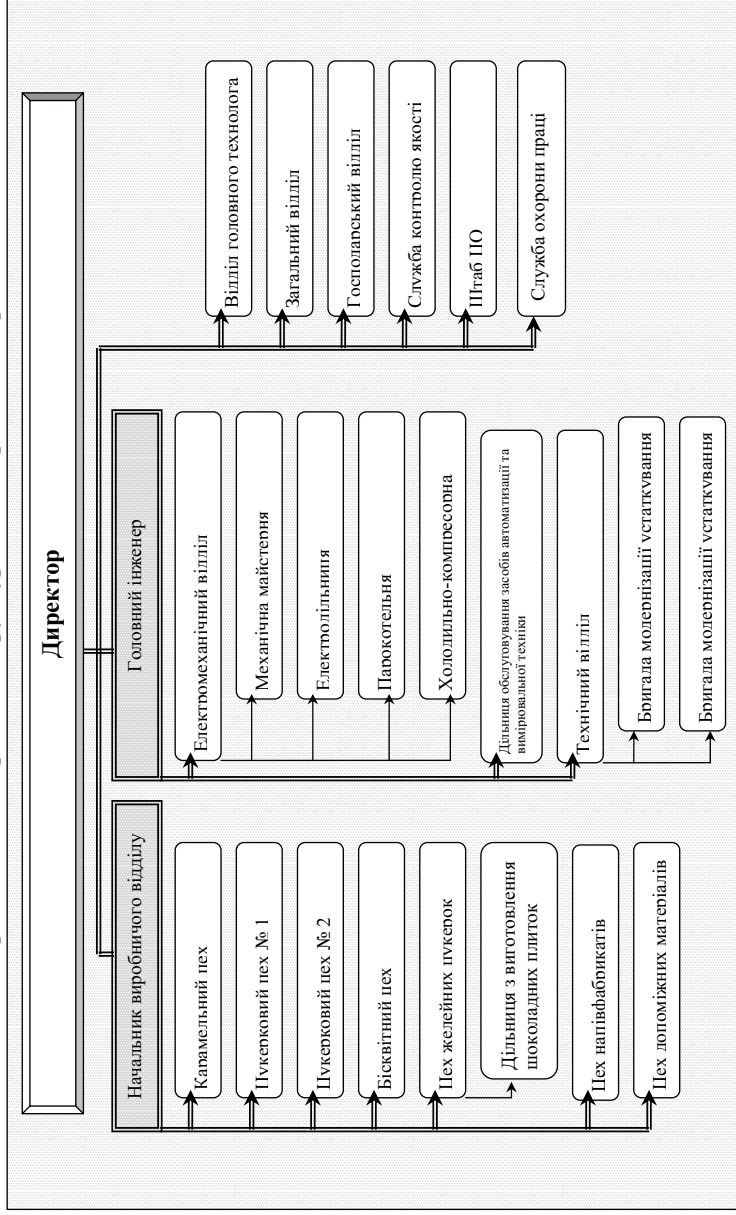 Директор
Начальник виробничого відділу
Карамельний цех
Цукерковий цех № 1
Цукерковий цех № 2
Бісквітний цех
Цех желейних цукерок
Дільниця з виготовлення
шоколадних плиток
Цех напівфабрикатів
Цех допоміжних матеріалів
Головний інженер
Електромеханічний відділ
Механічна майстерня
Електродільниця
Парокотельня
Холодильно-компресорна
Дільниця обслуговування засобів автоматизації та
вимірювальної техніки
Технічний відділ
Бригада модернізації устаткування
Бригада модернізації устаткування
Відділ головного технолога
Загальний відділ
Господарський відділ
Служба контролю якості
Штаб ЦО
Служба охорони праці